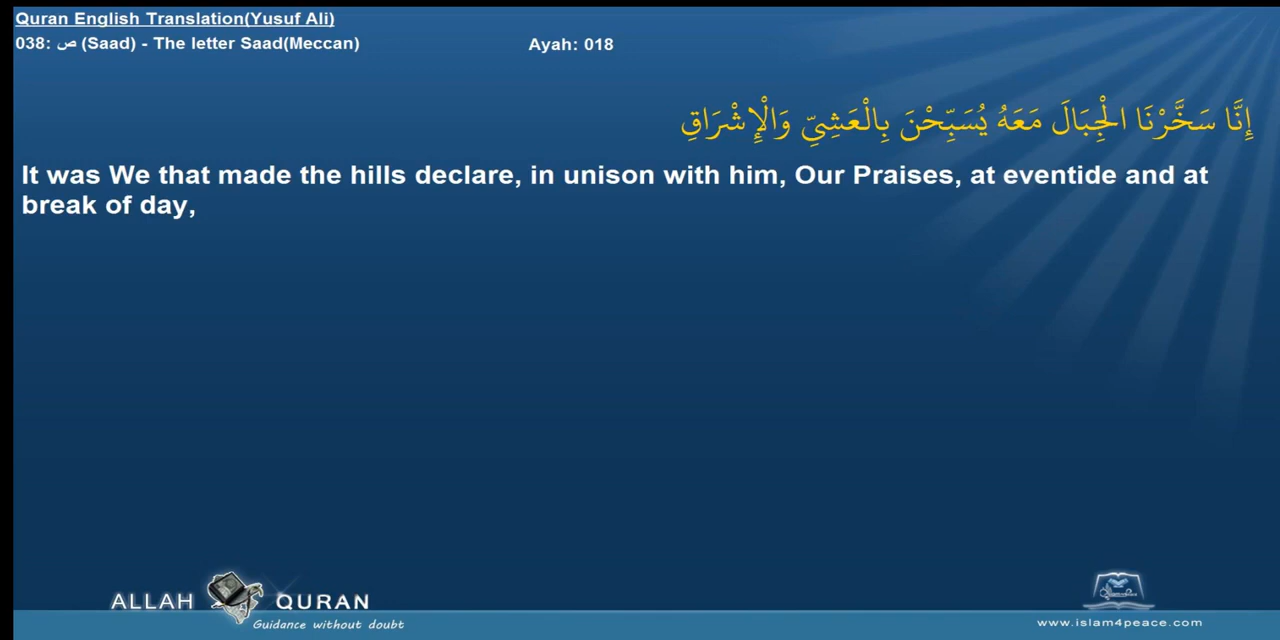 Quran English Translation(Yusuf Ali)
038: ص (Saad) - The letter Saad(Meccan) Ayah: 018
إِنَّا سَخَّرْنَا الْجِبَالَ مَعَهُ يُسَبِّحْنَ بِالْعَشِيِّ وَالْإِشْرَاقِ
It was We that made the hills declare, in unison with him, Our Praises, at eventide and at
break of day,
ALLAH QURAN
Guidance without doubt
www.islam4peace.com